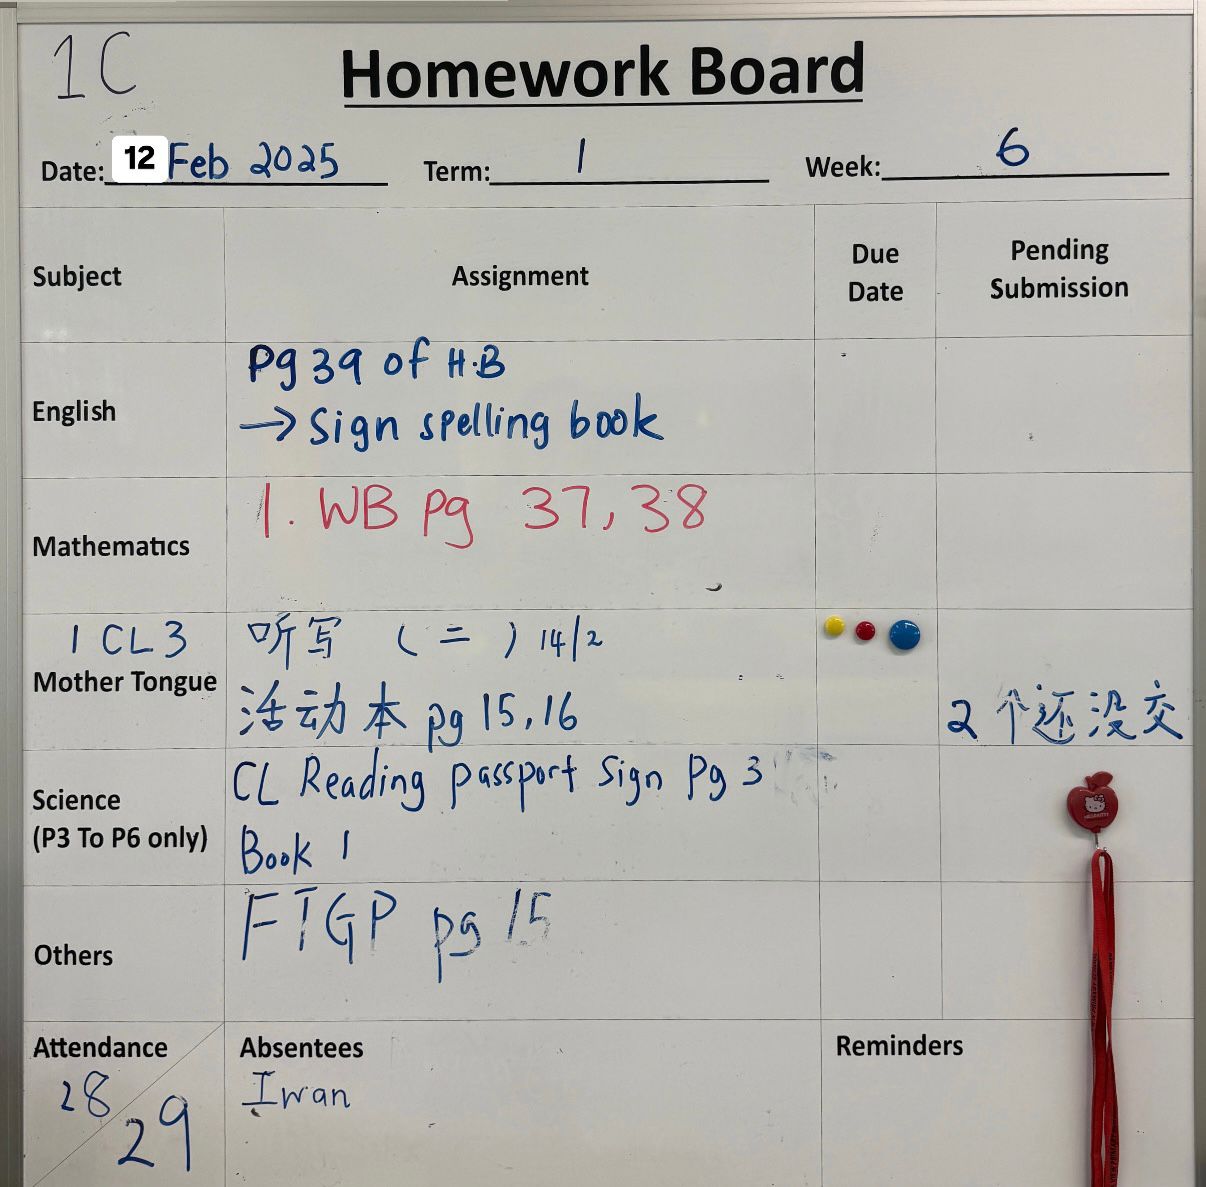 1C
Homework Board
Date: 12 Feb 2025 Term: 1 Week: 6
Subject Assignment Due Date Pending Submission
English
Pg 39 of H.B
→ Sign spelling book
Mathematics
1. WB pg 37, 38
1 CL3
Mother Tongue
听写 (二) 14/2
活动本 pg 15,16
2个还没交
Science
(P3 To P6 only)
CL Reading passport Sign Pg 3
Book 1
Others
FTGP pg 15
Attendance
28/29
Absentees
Iwan
Reminders